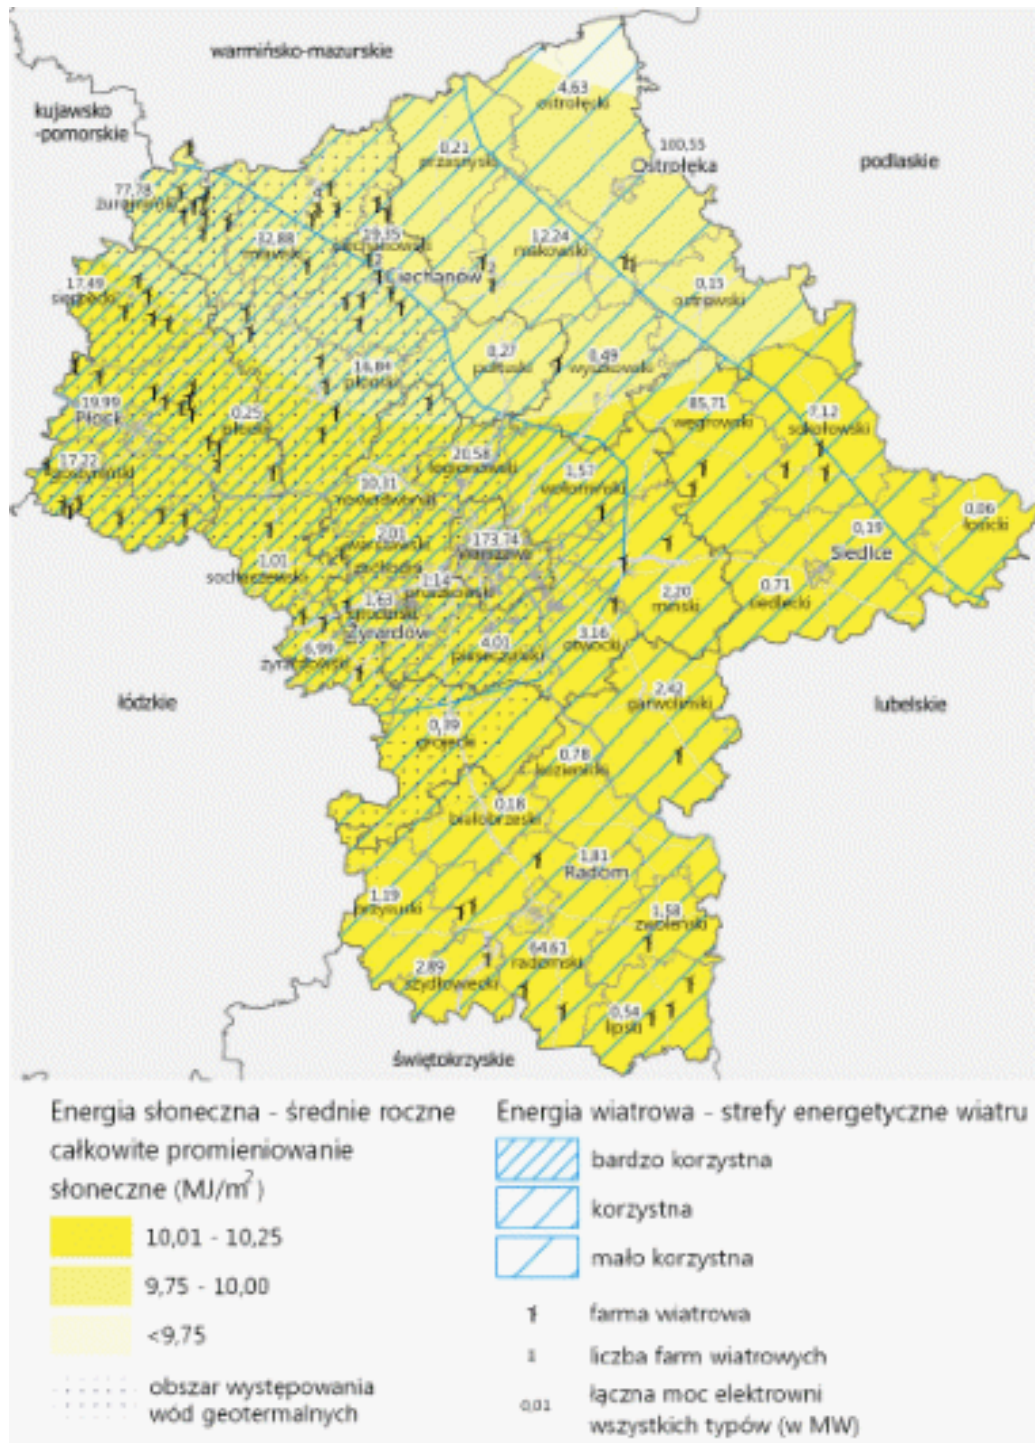 warmińsko-mazurskie
kujawsko
-pomorskie
podlaskie
4,63
ostrołęcki
0,21
przasnyski
100,55
Ostrołęka
77,78
żuromiński
32,88
mławski
ciechanowski
Ciechanów
12,24
makowski
17,49
sierpecki
0,15
ostrowski
0,27
pułtuski
0,49
wyszkowski
16,84
płoński
85,71
węgrowski
7,12
sokołowski
19,99
Płock
0,25
płocki
17,22
gostyniński
20,58
legionowski
1,57
wołomiński
10,31
nowodworski
0,06
łosicki
0,19
Siedlce
2,01
warszawski
zachodni
173,74
Warszawa
1,01
sochaczewski
1,14
pruszkowski
0,71
siedlecki
2,20
miński
1,63
grodziski
Żyrardów
4,01
piaseczyński
3,16
otwocki
6,99
żyrardowski
łódzkie
2,42
garwoliński
lubelskie
0,39
grójecki
0,78
kozienicki
0,18
białobrzeski
1,81
Radom
1,19
przysuski
1,58
zwoleński
64,61
radomski
2,89
szydłowiecki
0,54
lipski
świętokrzyskie
Energia słoneczna - średnie roczne
całkowite promieniowanie
słoneczne (MJ/m²)
10,01 - 10,25
9,75 - 10,00
<9,75
obszar występowania
wód geotermalnych
Energia wiatrowa - strefy energetyczne wiatru
bardzo korzystna
korzystna
mało korzystna
farma wiatrowa
liczba farm wiatrowych
0,01
łączna moc elektrowni
wszystkich typów (w MW)